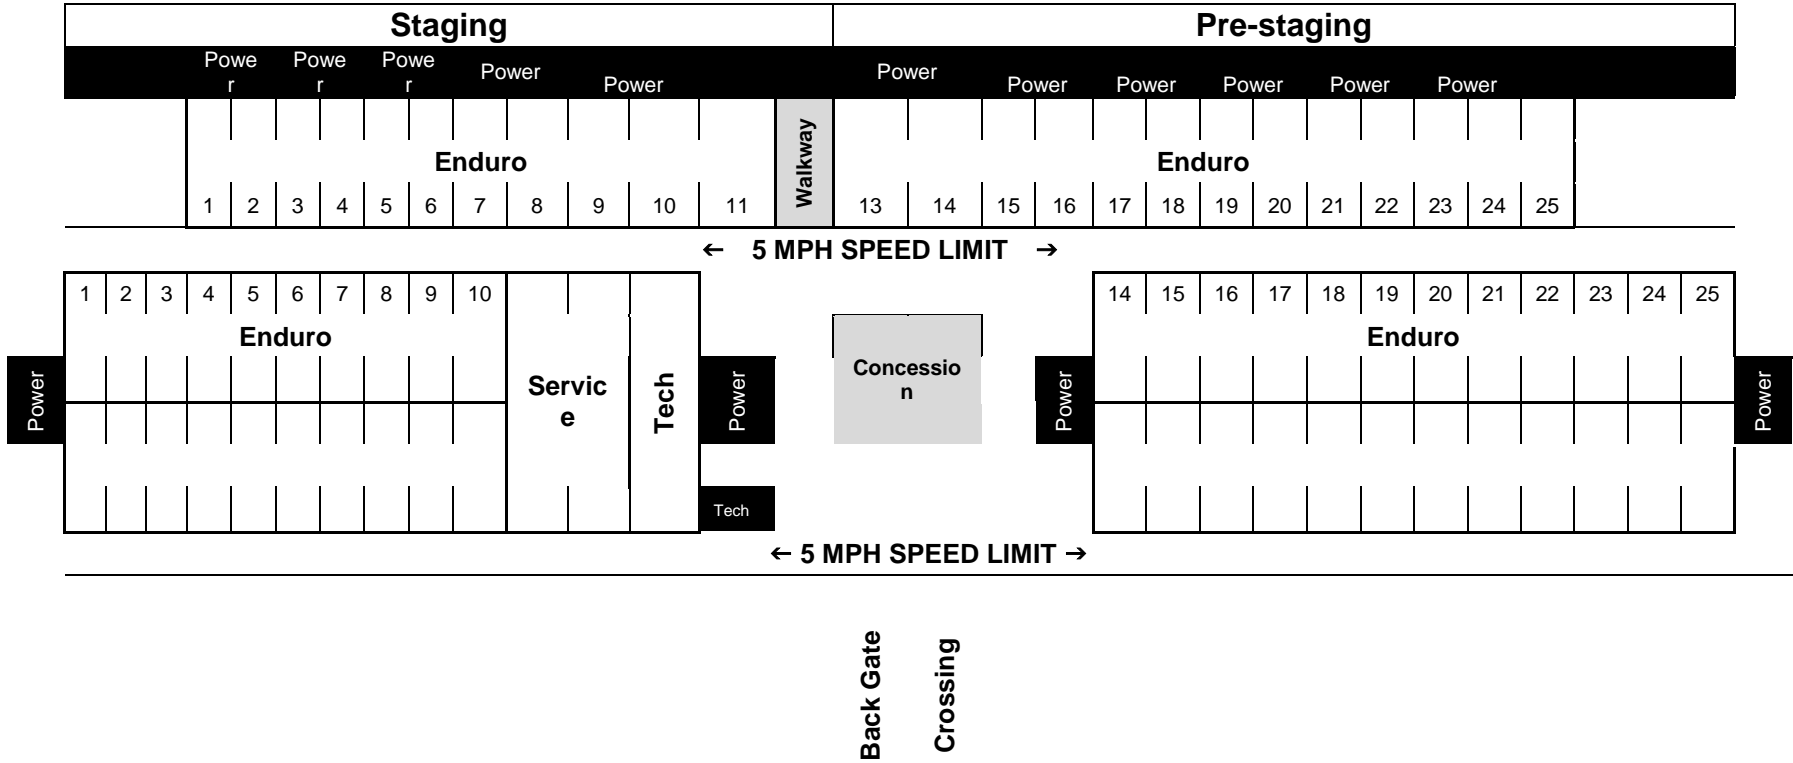 Staging Pre-staging
Powe Powe Powe Power Power Power Power Power Power Power Power
r r r
Enduro Walkway Enduro
1 2 3 4 5 6 7 8 9 10 11 13 14 15 16 17 18 19 20 21 22 23 24 25
← 5 MPH SPEED LIMIT →
1 2 3 4 5 6 7 8 9 10 14 15 16 17 18 19 20 21 22 23 24 25
Enduro Enduro
Power Servic Tech Power Concessio Power Power
e n
Tech
← 5 MPH SPEED LIMIT →
Back Gate
Crossing